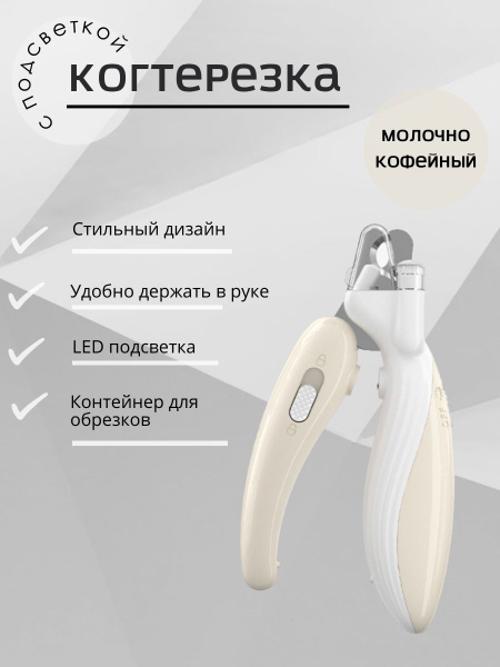 С ПОДСВЕТКОЙ
КОГТЕРЕЗКА
МОЛОЧНО
КОФЕЙНЫЙ
Стильный дизайн
Удобно держать в руке
LED подсветка
Контейнер для
обрезков